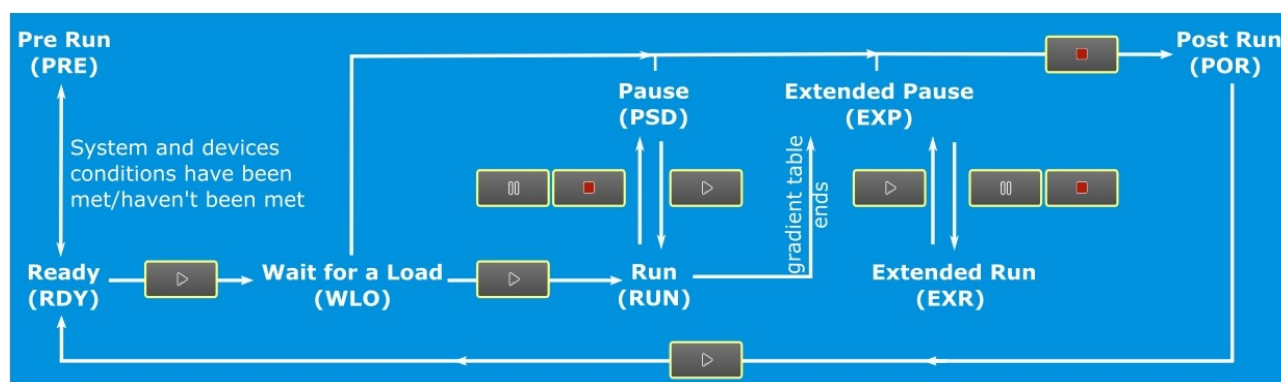 Pre Run
(PRE)
Post Run
(POR)
Pause
(PSD)
Extended Pause
(EXP)
System and devices
conditions have been
met/haven't been met
gradient table
ends
Ready
(RDY)
Wait for a Load
(WLO)
Run
(RUN)
Extended Run
(EXR)